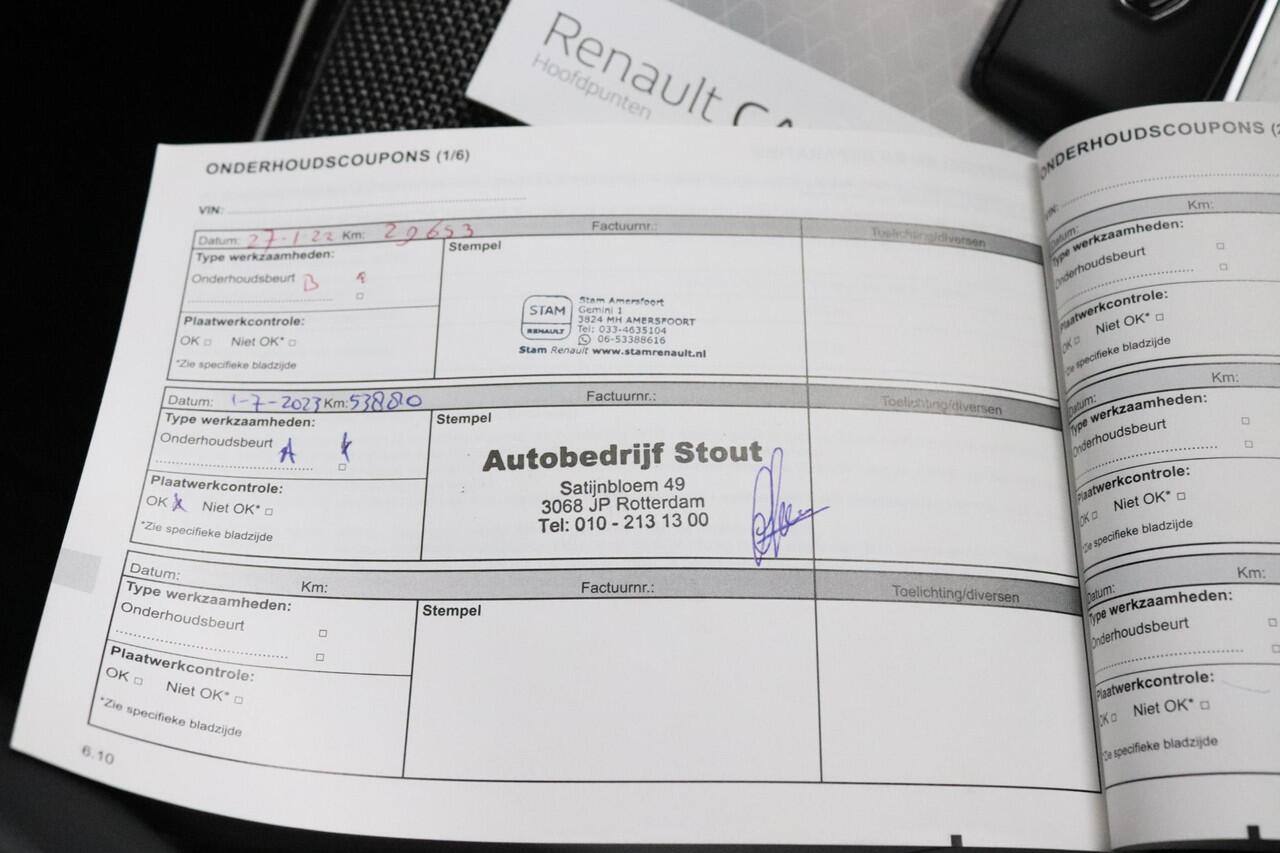 Renault CA
Hoofdpunten
ONDERHOUDSCOUPONS (1/6)
VIN:
Datum: 27-1-22 Km: 29653 Factuurnr.: Toelichting/diversen
Type werkzaamheden:
Onderhoudsbeurt B
Plaatwerkcontrole:
OK □ Niet OK* □
*Zie specifieke bladzijde
Stempel
STAM
RENAULT
Stam Amersfoort
Gemini 1
3824 MH AMERSFOORT
Tel: 033-4635104
06-53388616
Stam Renault www.stamrenault.nl
Datum: 1-7-2023 Km: 53880 Factuurnr.: Toelichting/diversen
Type werkzaamheden:
Onderhoudsbeurt A x
Plaatwerkcontrole:
OK x Niet OK* □
*Zie specifieke bladzijde
Stempel
Autobedrijf Stout
Satijnbloem 49
3068 JP Rotterdam
Tel: 010 - 213 13 00
Datum: Km: Factuurnr.: Toelichting/diversen
Type werkzaamheden:
Onderhoudsbeurt □
Plaatwerkcontrole:
OK □ Niet OK* □
*Zie specifieke bladzijde
Stempel
6.10
ONDERHOUDSCOUPONS (2
VIN:
Datum: Km:
Type werkzaamheden:
Onderhoudsbeurt □
Plaatwerkcontrole:
OK □ Niet OK* □
*Zie specifieke bladzijde
Datum: Km:
Type werkzaamheden:
Onderhoudsbeurt □
Plaatwerkcontrole:
OK □ Niet OK* □
*Zie specifieke bladzijde
Datum: Km:
Type werkzaamheden:
Onderhoudsbeurt □
Plaatwerkcontrole:
OK □ Niet OK* □
*Zie specifieke bladzijde